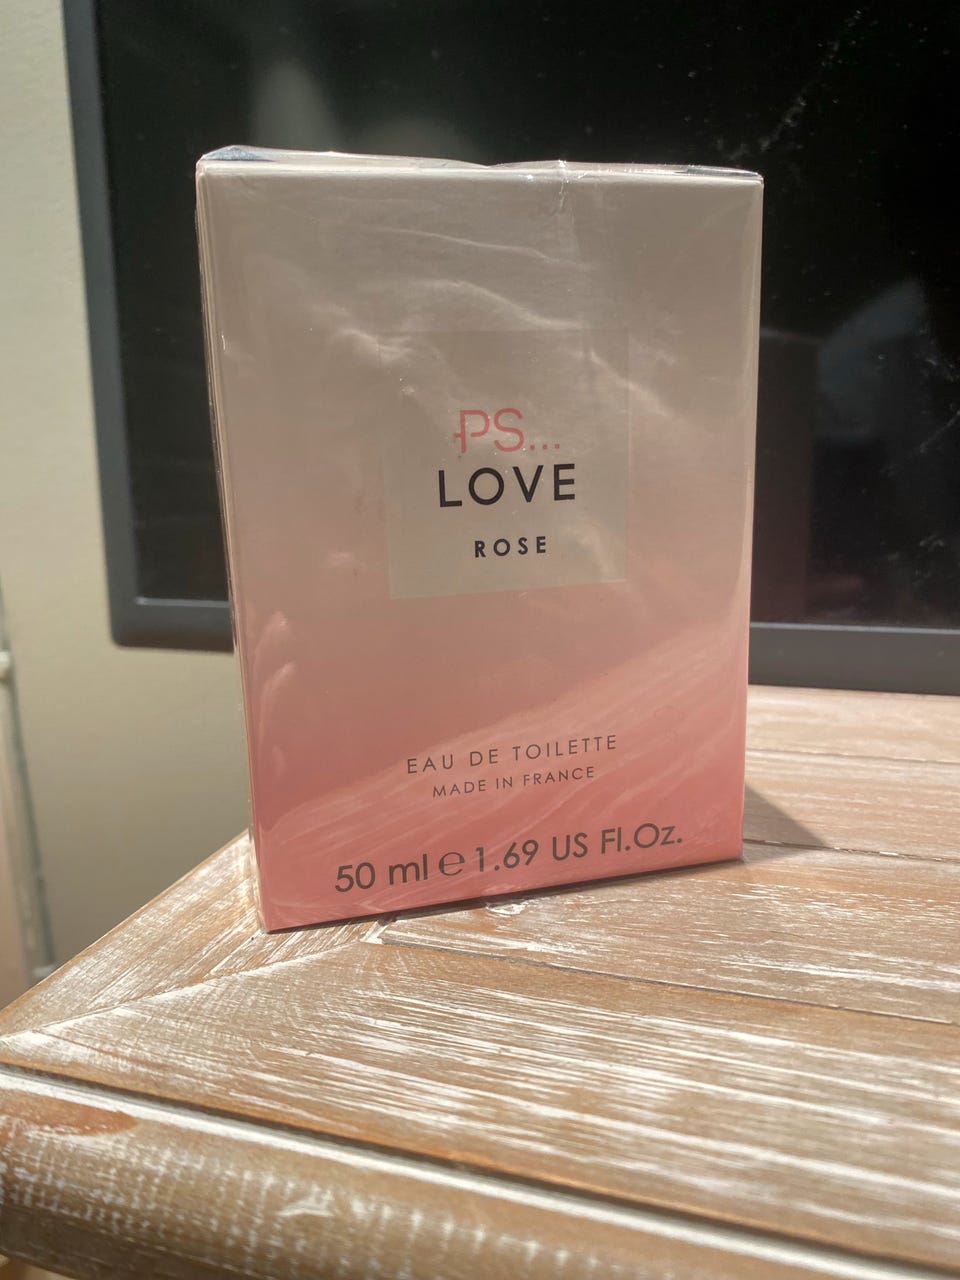 PS...
LOVE
ROSE
EAU DE TOILETTE
MADE IN FRANCE
50 ml ℮ 1.69 US Fl.Oz.